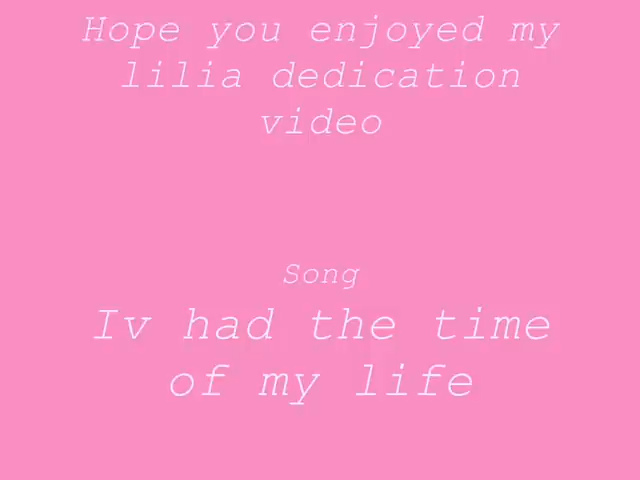 Hope you enjoyed my
lilia dedication
video
Song
Iv had the time
of my life